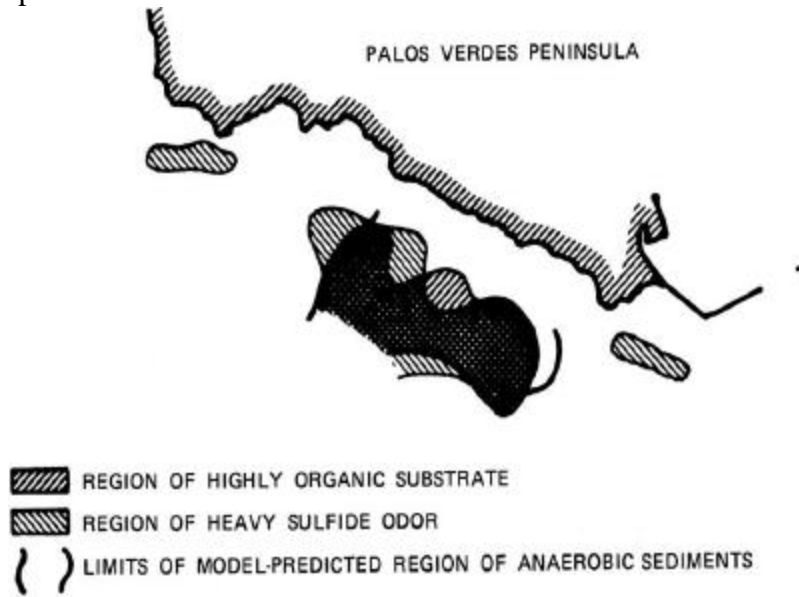 PALOS VERDES PENINSULA
REGION OF HIGHLY ORGANIC SUBSTRATE
REGION OF HEAVY SULFIDE ODOR
LIMITS OF MODEL-PREDICTED REGION OF ANAEROBIC SEDIMENTS